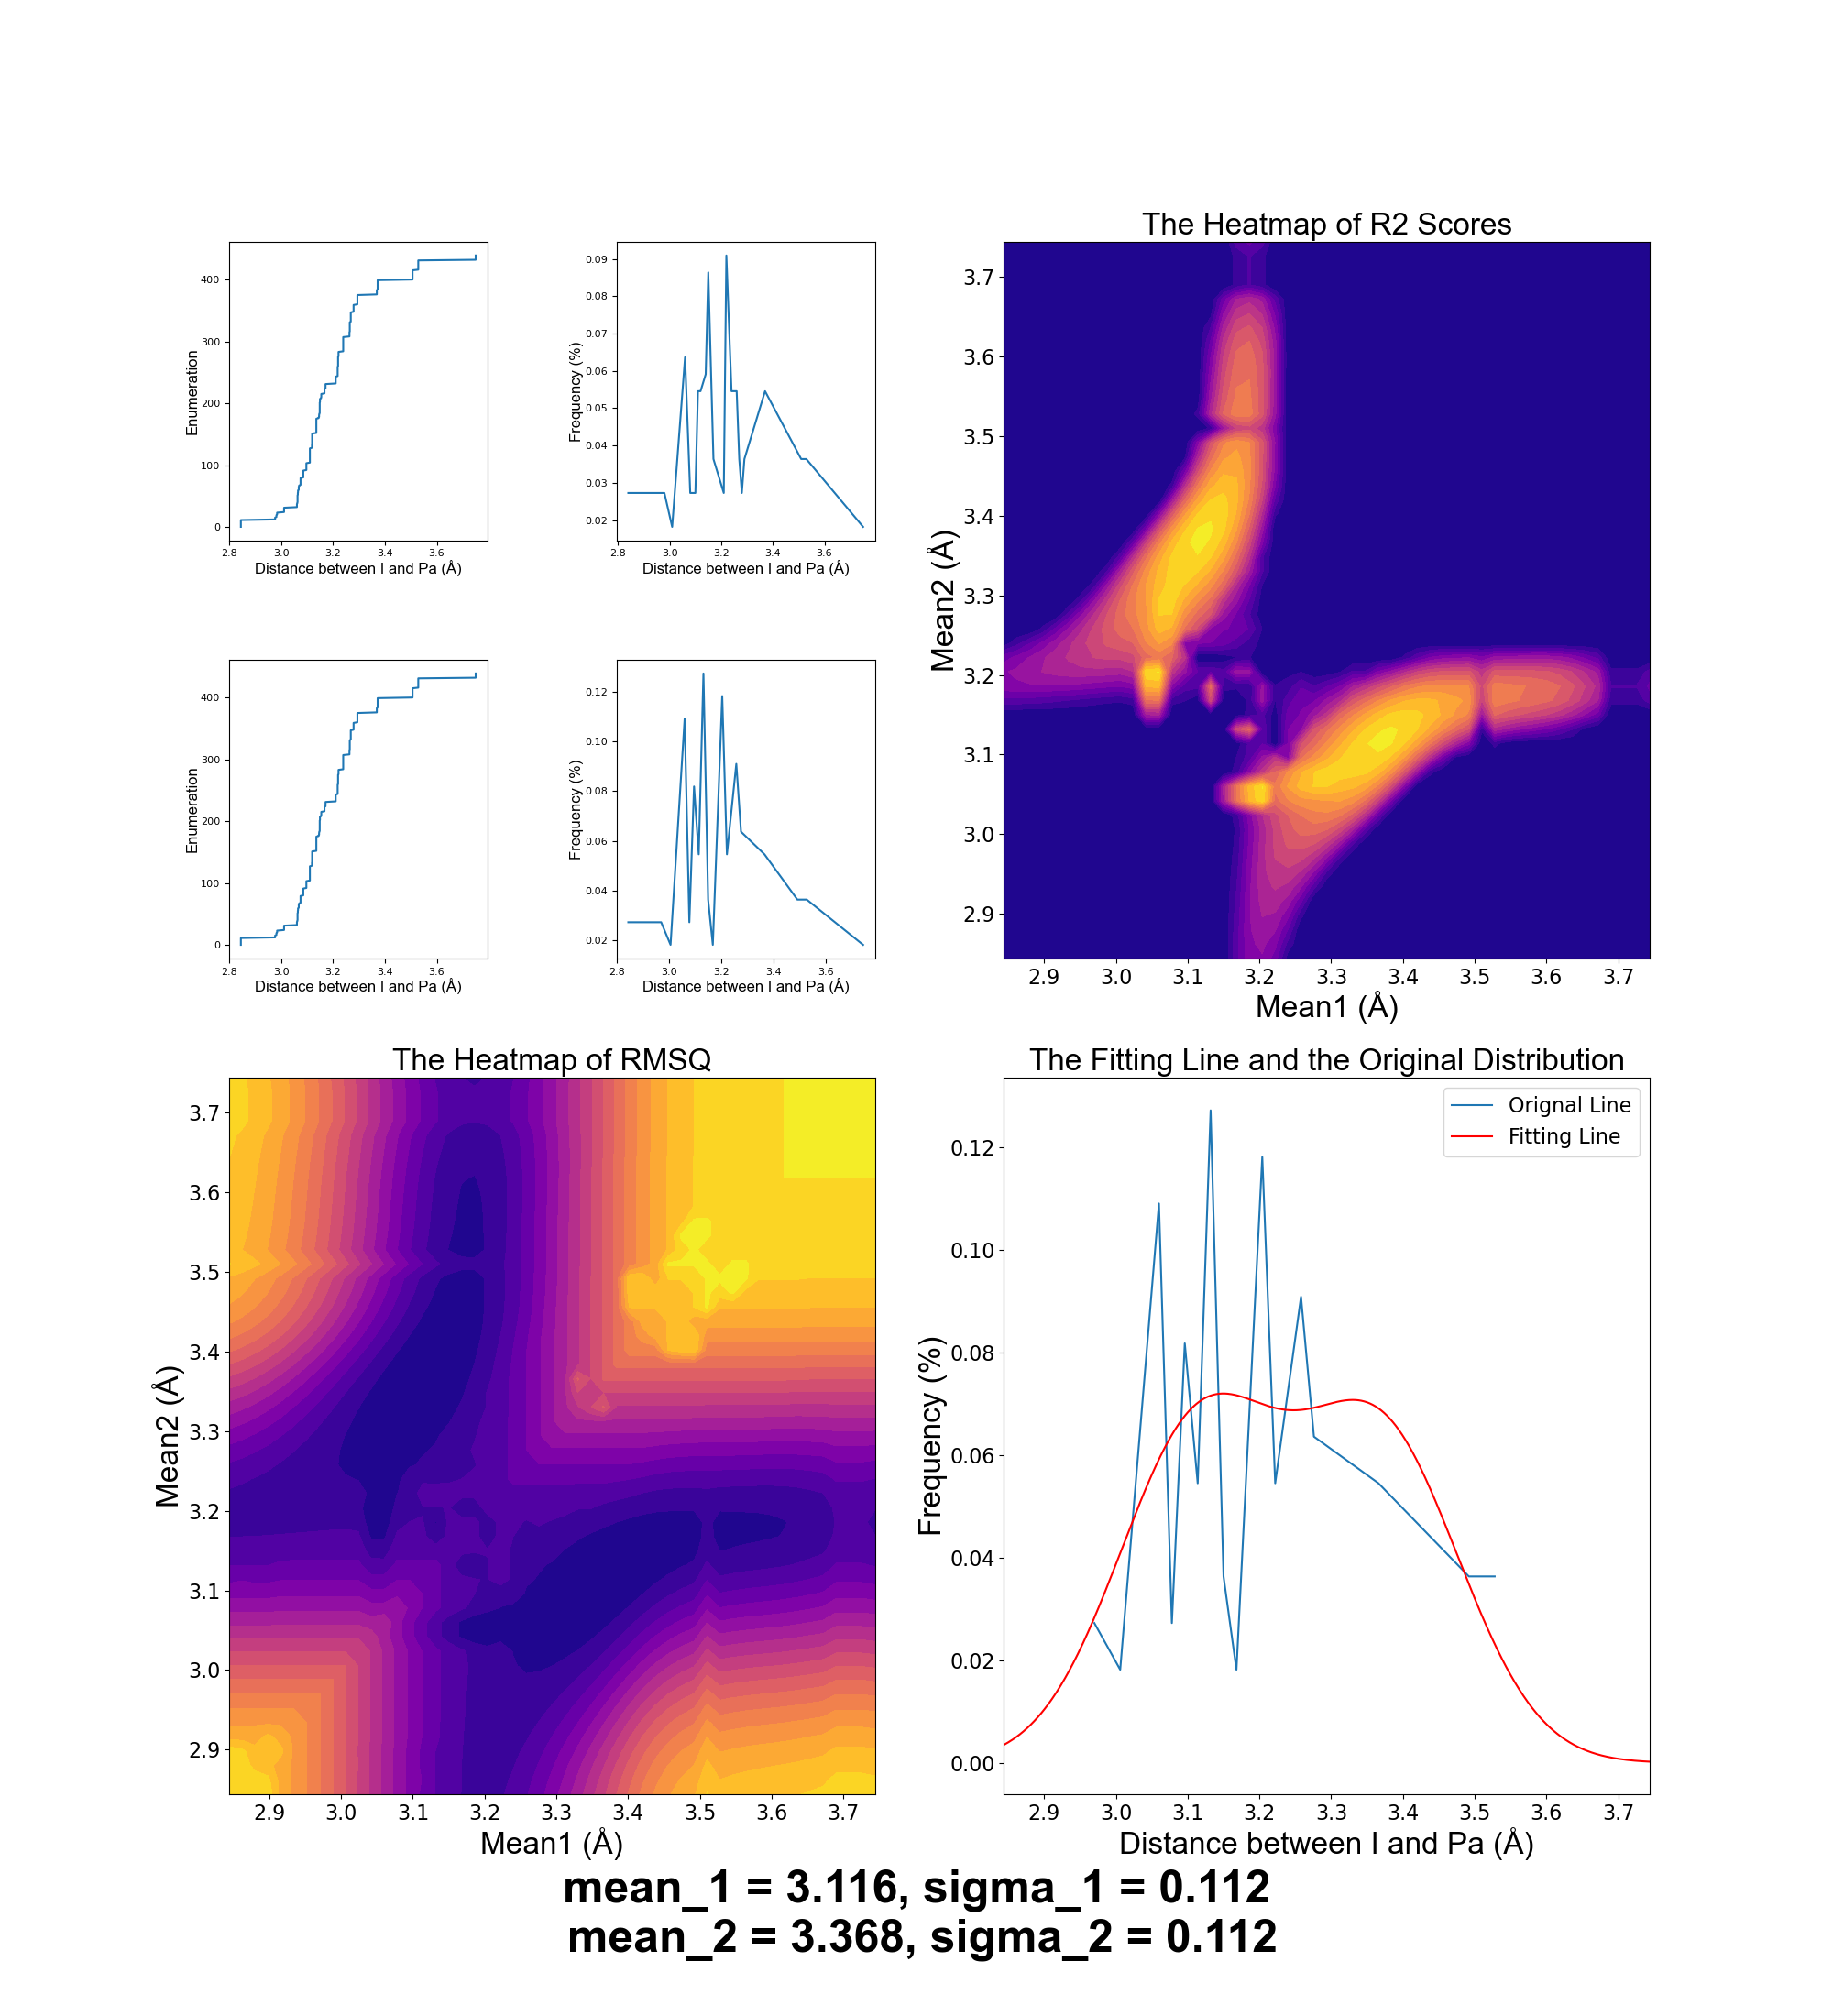 Enumeration
400
300
200
100
0
2.8 3.0 3.2 3.4 3.6
Distance between I and Pa (Å)
Frequency (%)
0.09
0.08
0.07
0.06
0.05
0.04
0.03
0.02
2.8 3.0 3.2 3.4 3.6
Distance between I and Pa (Å)
The Heatmap of R2 Scores
Mean2 (Å)
3.7
3.6
3.5
3.4
3.3
3.2
3.1
3.0
2.9
2.9 3.0 3.1 3.2 3.3 3.4 3.5 3.6 3.7
Mean1 (Å)
Enumeration
400
300
200
100
0
2.8 3.0 3.2 3.4 3.6
Distance between I and Pa (Å)
Frequency (%)
0.12
0.10
0.08
0.06
0.04
0.02
2.8 3.0 3.2 3.4 3.6
Distance between I and Pa (Å)
The Heatmap of RMSQ
Mean2 (Å)
3.7
3.6
3.5
3.4
3.3
3.2
3.1
3.0
2.9
2.9 3.0 3.1 3.2 3.3 3.4 3.5 3.6 3.7
Mean1 (Å)
The Fitting Line and the Original Distribution
Orignal Line
Fitting Line
Frequency (%)
0.12
0.10
0.08
0.06
0.04
0.02
0.00
2.9 3.0 3.1 3.2 3.3 3.4 3.5 3.6 3.7
Distance between I and Pa (Å)
mean_1 = 3.116, sigma_1 = 0.112
mean_2 = 3.368, sigma_2 = 0.112